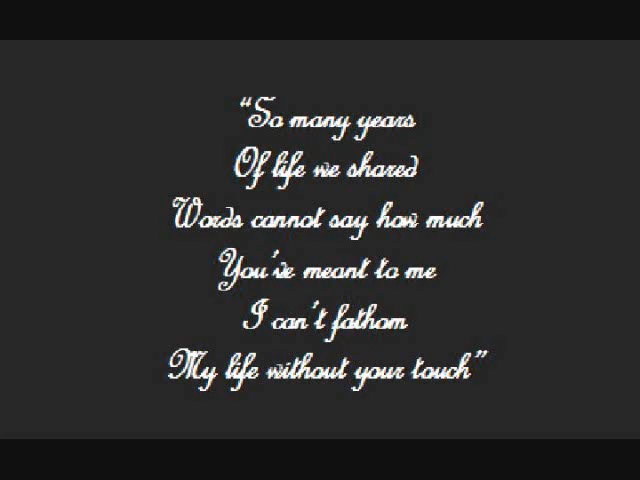 “So many years
Of life we shared
Words cannot say how much
You've meant to me
I can't fathom
My life without your touch”